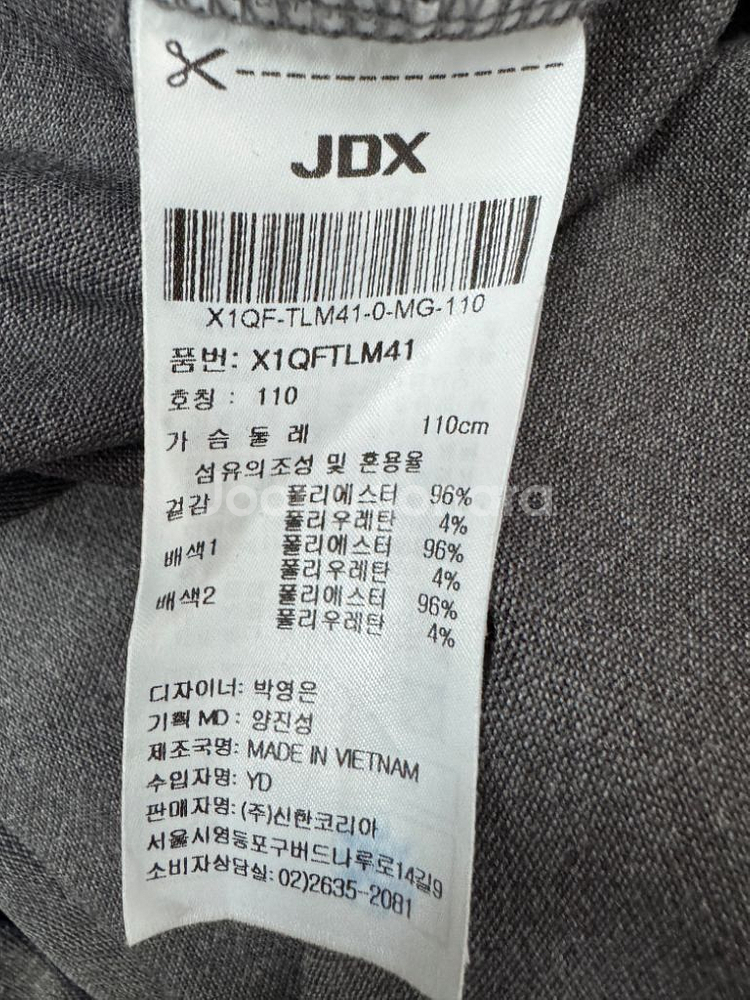 JDX
X1QF-TLM41-0-MG-110
품번: X1QFTLM41
호칭 : 110
가 슴 둘 레 110cm
섬유의조성 및 혼용율
겉감 폴리에스터 96%
폴리우레탄 4%
배색1 폴리에스터 96%
폴리우레탄 4%
배색2 폴리에스터 96%
폴리우레탄 4%
디자이너: 박영은
기획 MD : 양진성
제조국명: MADE IN VIETNAM
수입자명: YD
판매자명: (주)신한코리아
서울시영등포구버드나루로14길9
소비자상담실: 02)2635-2081